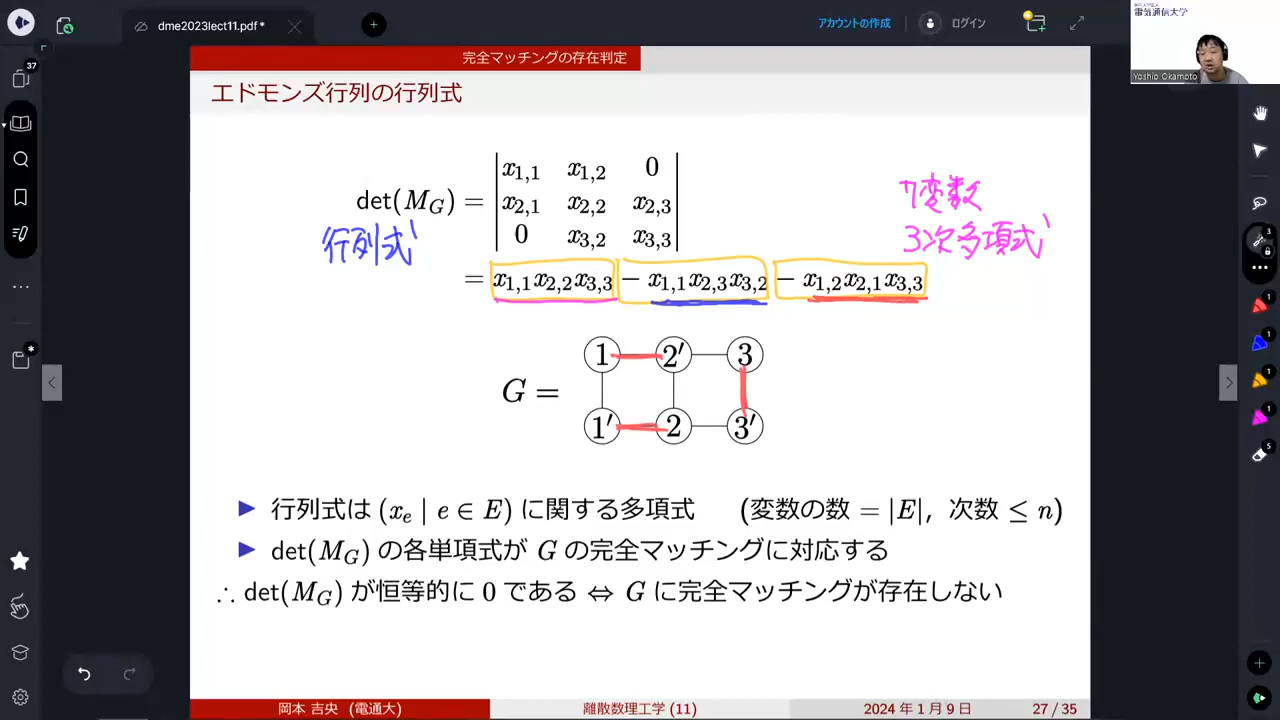 dme2023lect11.pdf*
アカウントの作成
ログイン
電気通信大学
Yoshio Okamoto
37
完全マッチングの存在判定
エドモンズ行列の行列式
det(M_G) = | x_{1,1} x_{1,2} 0 |
| x_{2,1} x_{2,2} x_{2,3} |
| 0 x_{3,2} x_{3,3} |
行列式
7変数
3次多項式
= x_{1,1}x_{2,2}x_{3,3} − x_{1,1}x_{2,3}x_{3,2} − x_{1,2}x_{2,1}x_{3,3}
1 2′ 3
G =
1′ 2 3′
▶ 行列式は (x_e | e ∈ E) に関する多項式 (変数の数 = |E|, 次数 ≤ n)
▶ det(M_G) の各単項式が G の完全マッチングに対応する
∴ det(M_G) が恒等的に 0 である ⇔ G に完全マッチングが存在しない
岡本 吉央 (電通大)
離散数理工学 (11)
2024 年 1 月 9 日
27 / 35
3
1
1
1
1
5